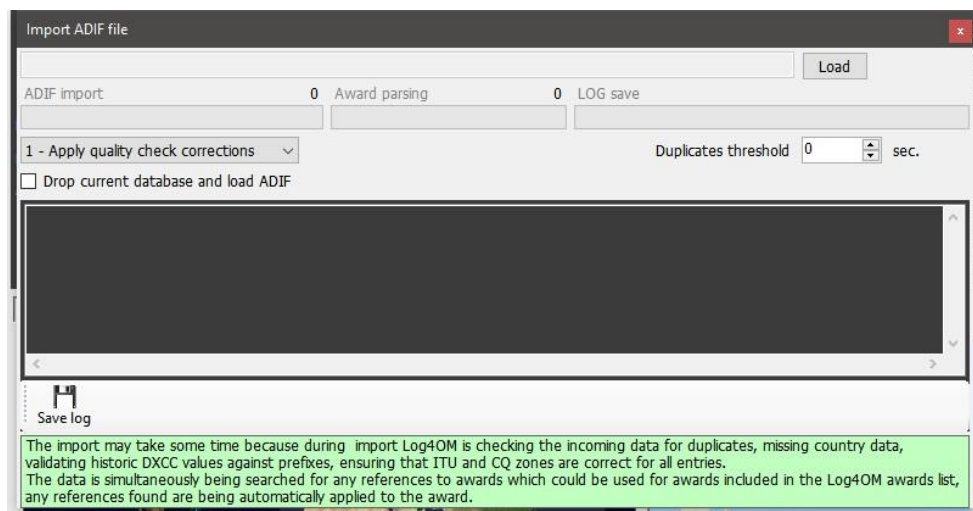 Import ADIF file
x
Load
ADIF import 0 Award parsing 0 LOG save
1 - Apply quality check corrections Duplicates threshold 0 sec.
Drop current database and load ADIF
Save log
The import may take some time because during import Log4OM is checking the incoming data for duplicates, missing country data,
validating historic DXCC values against prefixes, ensuring that ITU and CQ zones are correct for all entries.
The data is simultaneously being searched for any references to awards which could be used for awards included in the Log4OM awards list,
any references found are being automatically applied to the award.